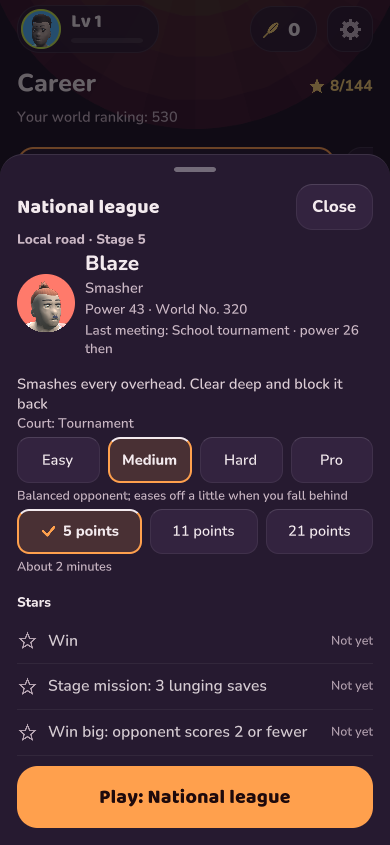 Lv 1
0
Career
8/144
Your world ranking: 530
National league
Close
Local road · Stage 5
Blaze
Smasher
Power 43 · World No. 320
Last meeting: School tournament · power 26
then
Smashes every overhead. Clear deep and block it
back
Court: Tournament
Easy
Medium
Hard
Pro
Balanced opponent; eases off a little when you fall behind
5 points
11 points
21 points
About 2 minutes
Stars
Win
Not yet
Stage mission: 3 lunging saves
Not yet
Win big: opponent scores 2 or fewer
Not yet
Play: National league